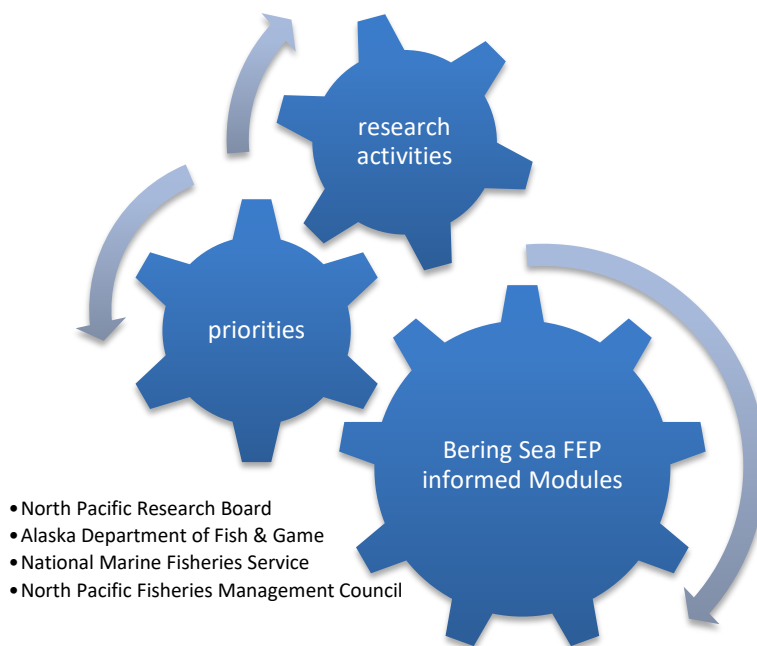 research
activities
priorities
Bering Sea FEP
informed Modules
•North Pacific Research Board
•Alaska Department of Fish & Game
•National Marine Fisheries Service
•North Pacific Fisheries Management Council